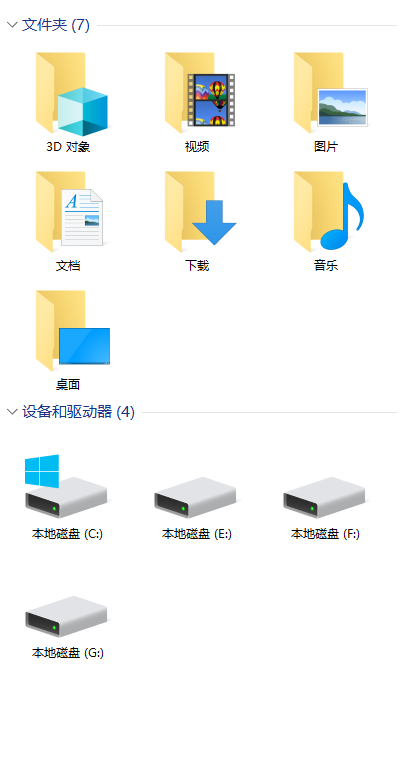 文件夹 (7)
3D 对象
视频
图片
文档
下载
音乐
桌面
设备和驱动器 (4)
本地磁盘 (C:)
本地磁盘 (E:)
本地磁盘 (F:)
本地磁盘 (G:)